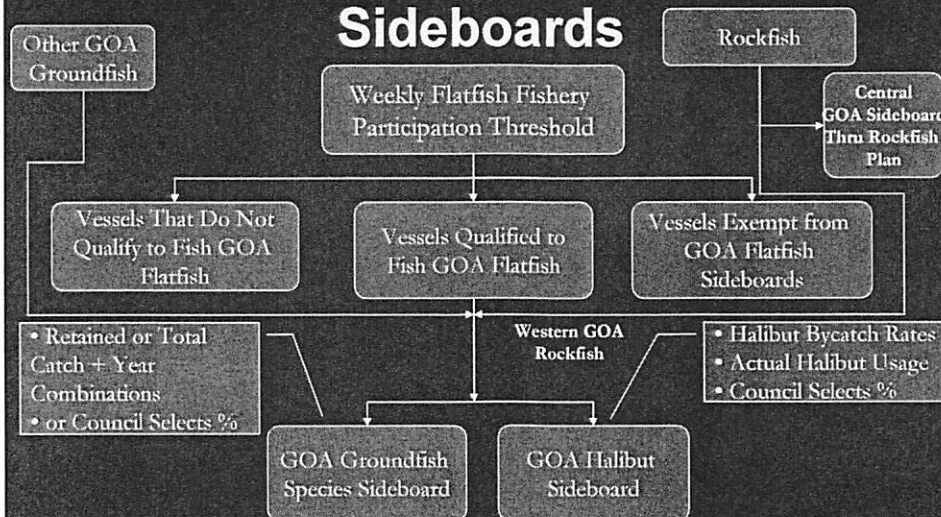 Sideboards
Other GOA
Groundfish
Rockfish
Weekly Flatfish Fishery
Participation Threshold
Central
GOA Sideboard
Thru Rockfish
Plan
Vessels That Do Not
Qualify to Fish GOA
Flatfish
Vessels Qualified to
Fish GOA Flatfish
Vessels Exempt from
GOA Flatfish
Sideboards
• Retained or Total
Catch + Year
Combinations
• or Council Selects %
Western GOA
Rockfish
• Halibut Bycatch Rates
• Actual Halibut Usage
• Council Selects %
GOA Groundfish
Species Sideboard
GOA Halibut
Sideboard